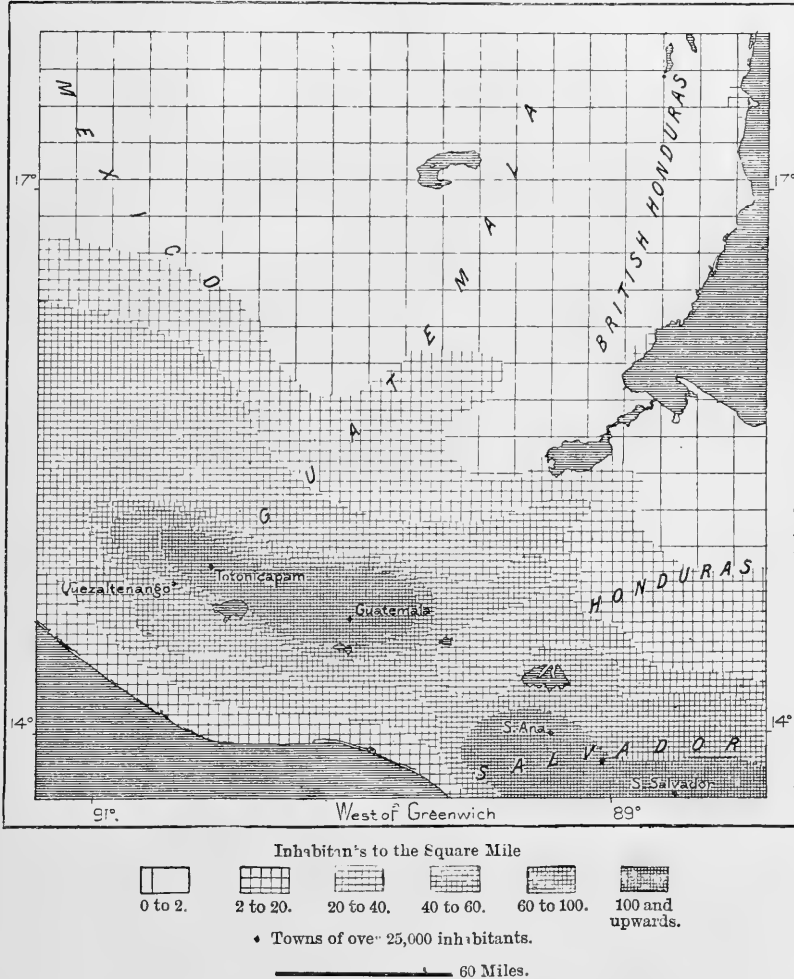 MEXICO
GUATEMALA
BRITISH HONDURAS
17° 17°
Quezaltenango
Totonicapam
Guatemala
HONDURAS
14° 14°
S. Ana
SALVADOR
S. Salvador
91°. West of Greenwich 89°
Inhabitan's to the Square Mile
0 to 2. 2 to 20. 20 to 40. 40 to 60. 60 to 100. 100 and
upwards.
Towns of ove- 25,000 inhabitants.
60 Miles.